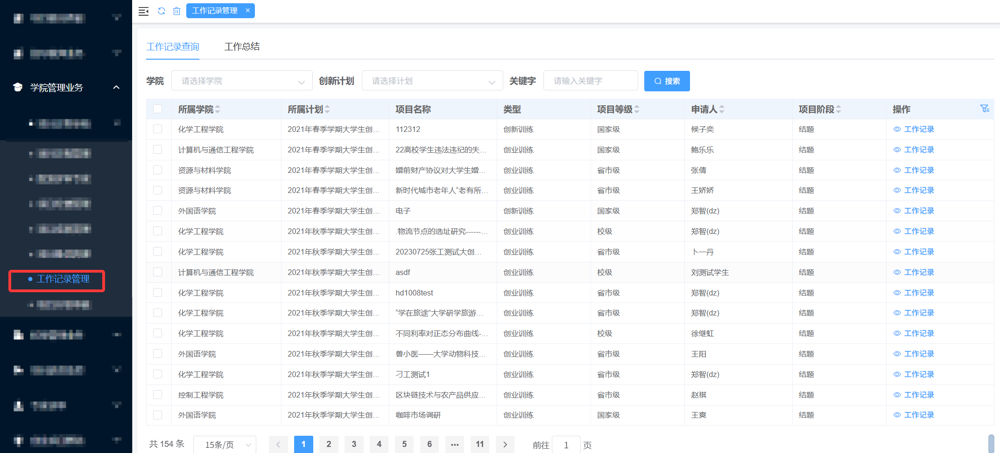 工作记录管理 ×
学院管理业务
工作记录管理
工作记录查询 工作总结
学院 请选择学院 创新计划 请选择计划 关键字 请输入关键字 搜索
所属学院 所属计划 项目名称 类型 项目等级 申请人 项目阶段 操作
化学工程学院 2021年春季学期大学生创... 112312 创新训练 国家级 候子奕 结题 工作记录
计算机与通信工程学院 2021年春季学期大学生创... 22高校学生违法违纪的失... 创业训练 国家级 鲍乐乐 结题 工作记录
资源与材料学院 2021年春季学期大学生创... 婚前财产协议对大学生婚... 创业训练 省市级 张倩 结题 工作记录
资源与材料学院 2021年春季学期大学生创... 新时代城市老年人“老有所... 创业训练 省市级 王娇娇 结题 工作记录
外国语学院 2021年春季学期大学生创... 电子 创新训练 国家级 郑智(dz) 结题 工作记录
化学工程学院 2021年秋季学期大学生创... .物流节点的选址研究------... 创业训练 校级 郑智(dz) 结题 工作记录
化学工程学院 2021年秋季学期大学生创... 20230725张工测试大创... 创业训练 省市级 卜一丹 结题 工作记录
计算机与通信工程学院 2021年秋季学期大学生创... asdf 创业训练 校级 刘测试学生 结题 工作记录
化学工程学院 2021年秋季学期大学生创... hd1008test 创业训练 省市级 郑智(dz) 结题 工作记录
化学工程学院 2021年秋季学期大学生创... “学在旅途”大学研学旅游... 创业训练 省市级 郑智(dz) 结题 工作记录
化学工程学院 2021年秋季学期大学生创... 不同利率对正态分布曲线-... 创业训练 校级 徐继虹 结题 工作记录
外国语学院 2021年秋季学期大学生创... 兽小医——大学动物科技... 创业训练 省市级 王阳 结题 工作记录
化学工程学院 2021年秋季学期大学生创... 刁工测试1 创业训练 省市级 郑智(dz) 结题 工作记录
控制工程学院 2021年秋季学期大学生创... 区块链技术与农产品供应... 创业训练 省市级 赵祺 结题 工作记录
外国语学院 2021年秋季学期大学生创... 咖啡市场调研 创业训练 国家级 王爽 结题 工作记录
共 154 条 15条/页 1 2 3 4 5 6 ... 11 前往 1 页